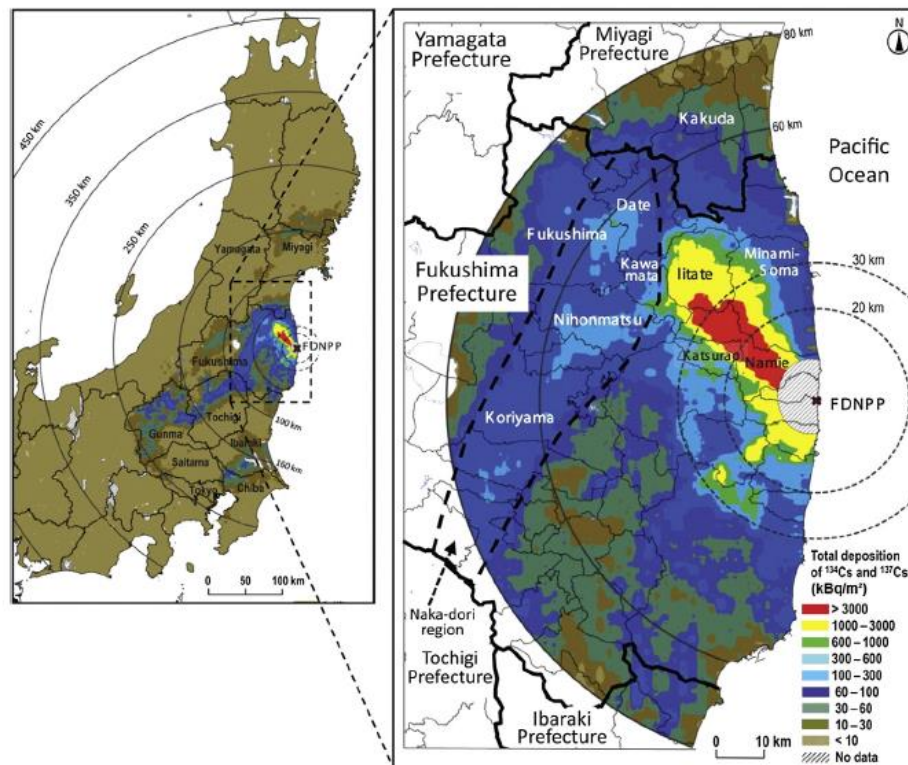 450 km
350 km
250 km
Yamagata
Miyagi
FDNPP
Fukushima
Tochigi
100 km
Gunma
Ibaraki
Saitama
160 km
Tokyo
Chiba
0 50 100 km
Yamagata
Prefecture
Miyagi
Prefecture
80 km
N
Kakuda
60 km
Pacific
Ocean
Date
Fukushima
Minami-
Soma
30 km
Kawa
mata
Iitate
Fukushima
Prefecture
20 km
Nihonmatsu
Katsurao
Namie
FDNPP
Koriyama
Naka-dori
region
Tochigi
Prefecture
Ibaraki
Prefecture
0 10 km
Total deposition
of ¹³⁴Cs and ¹³⁷Cs
(kBq/m²)
> 3000
1000 – 3000
600 – 1000
300 – 600
100 – 300
60 – 100
30 – 60
10 – 30
< 10
No data